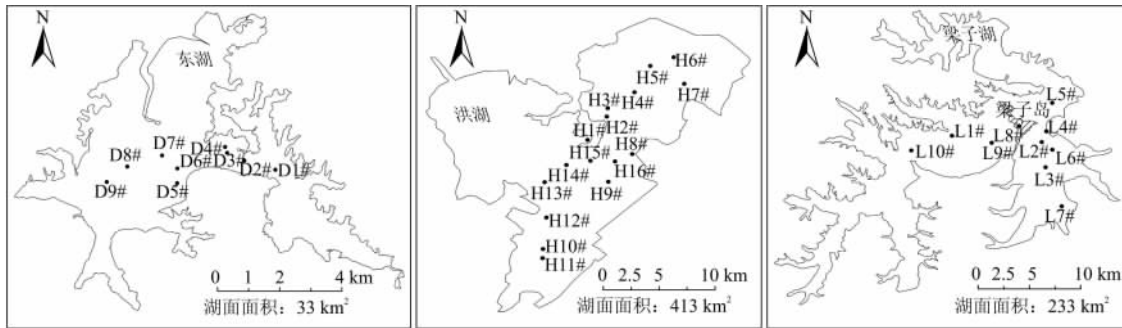 N
东湖
D7#
D4#
D8#
D6#
D3#
D2#
D1#
D9#
D5#
0 2 4 km
湖面面积：33 km²
N
洪湖
H6#
H5#
H7#
H3#
H4#
H2#
H1#
H8#
H15#
H14#
H16#
H13#
H9#
H12#
H10#
H11#
0 2.5 5 10 km
湖面面积：413 km²
N
梁子湖
L5#
梁子岛
L1#
L8#
L4#
L10#
L9#
L2#
L6#
L3#
L7#
0 2.5 5 10 km
湖面面积：233 km²